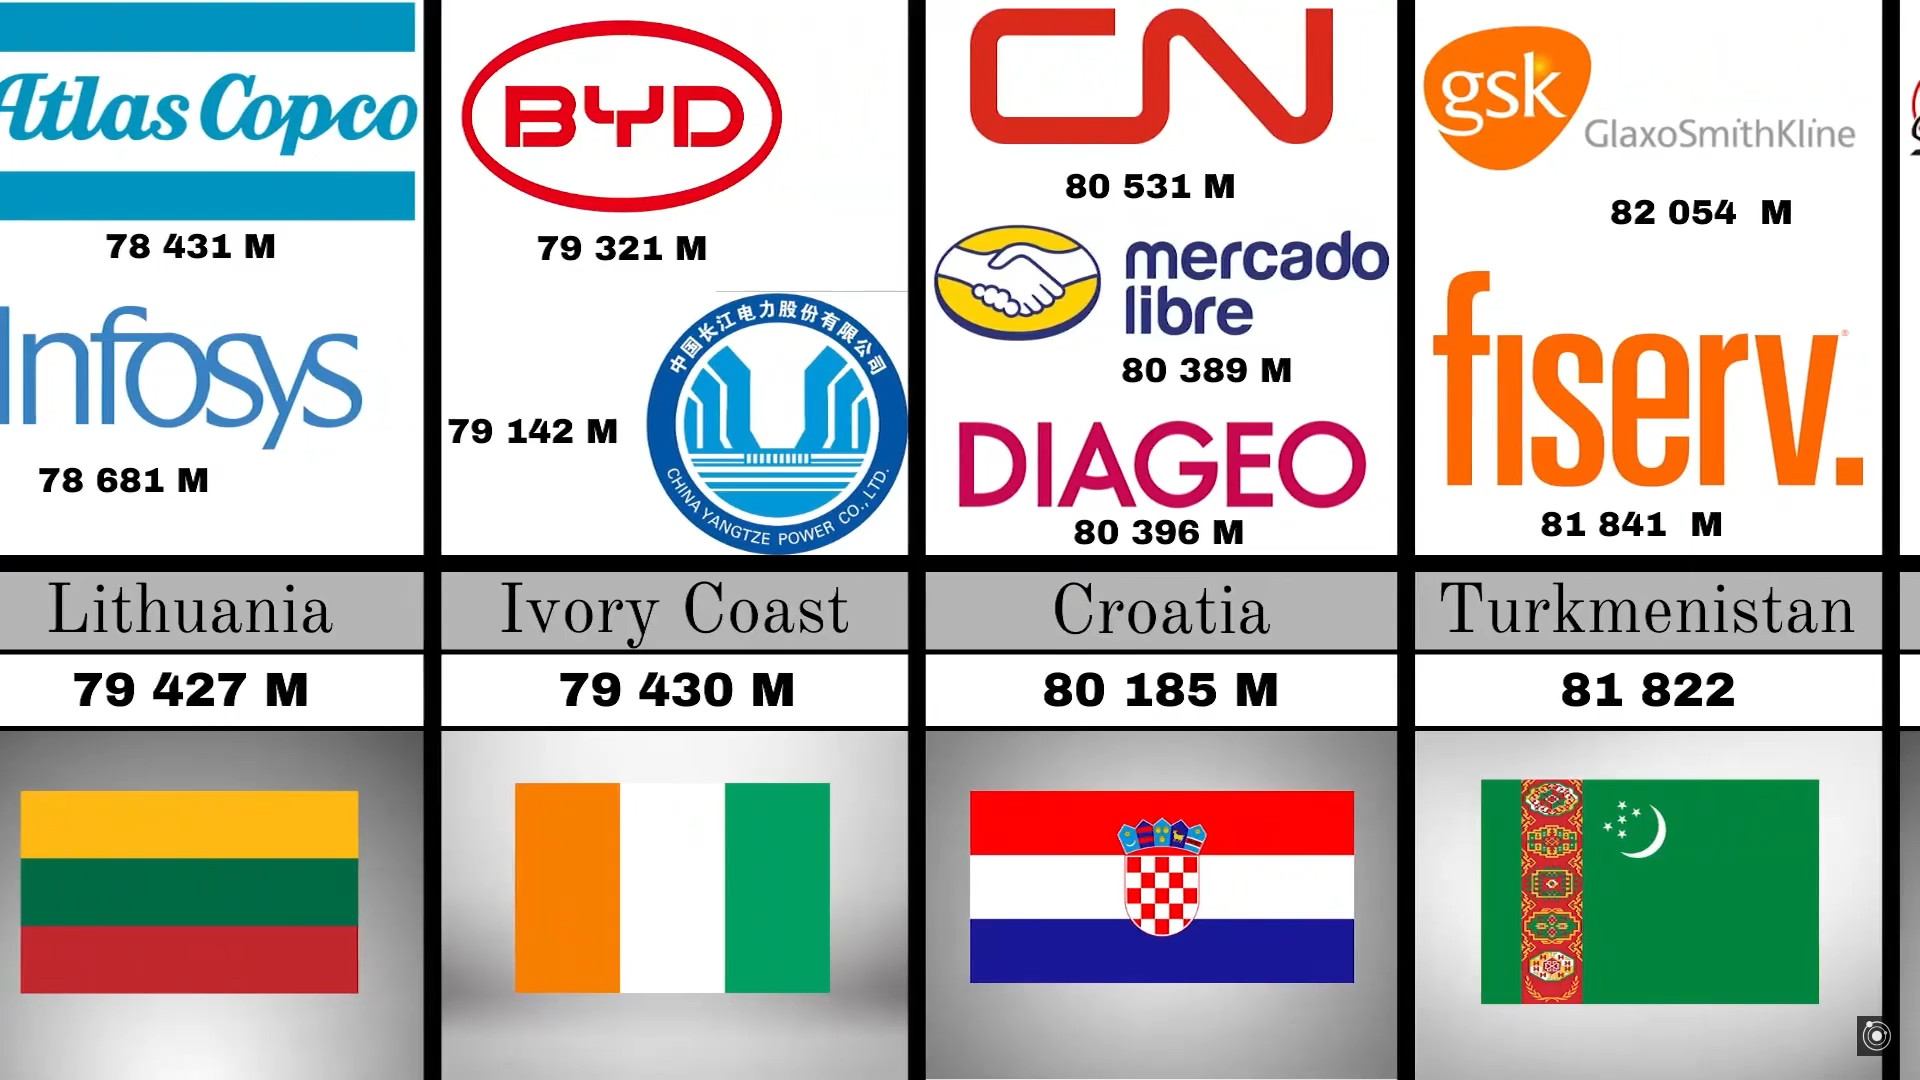 Atlas Copco
78 431 M
Infosys
78 681 M
Lithuania
79 427 M
BYD
79 321 M
中国长江电力股份有限公司
79 142 M
CHINA YANGTZE POWER CO., LTD.
Ivory Coast
79 430 M
CN
80 531 M
mercado
libre
80 389 M
DIAGEO
80 396 M
Croatia
80 185 M
gsk
GlaxoSmithKline
82 054 M
fiserv.
81 841 M
Turkmenistan
81 822